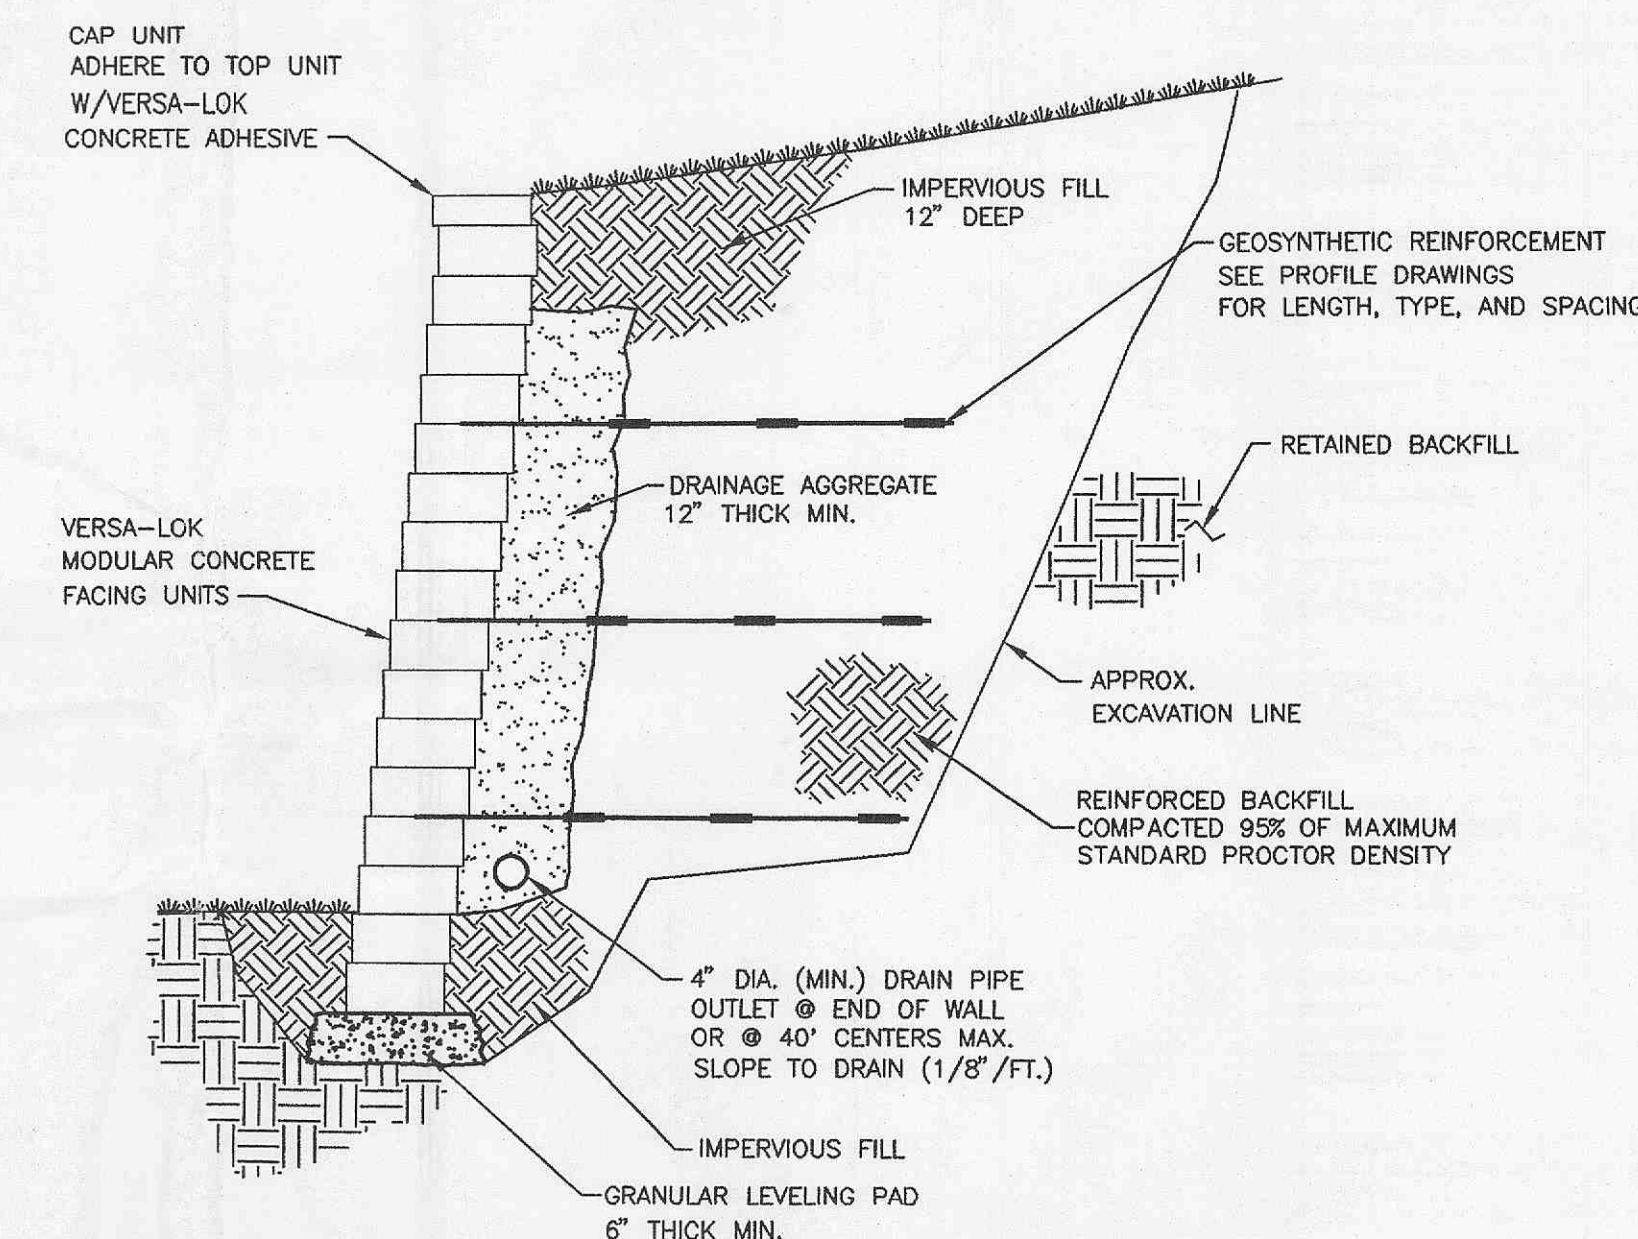 CAP UNIT
ADHERE TO TOP UNIT
W/VERSA-LOK
CONCRETE ADHESIVE
IMPERVIOUS FILL
12" DEEP
GEOSYNTHETIC REINFORCEMENT
SEE PROFILE DRAWINGS
FOR LENGTH, TYPE, AND SPACING
RETAINED BACKFILL
DRAINAGE AGGREGATE
12" THICK MIN.
VERSA-LOK
MODULAR CONCRETE
FACING UNITS
APPROX.
EXCAVATION LINE
REINFORCED BACKFILL
COMPACTED 95% OF MAXIMUM
STANDARD PROCTOR DENSITY
4" DIA. (MIN.) DRAIN PIPE
OUTLET @ END OF WALL
OR @ 40' CENTERS MAX.
SLOPE TO DRAIN (1/8"/FT.)
IMPERVIOUS FILL
GRANULAR LEVELING PAD
6" THICK MIN.